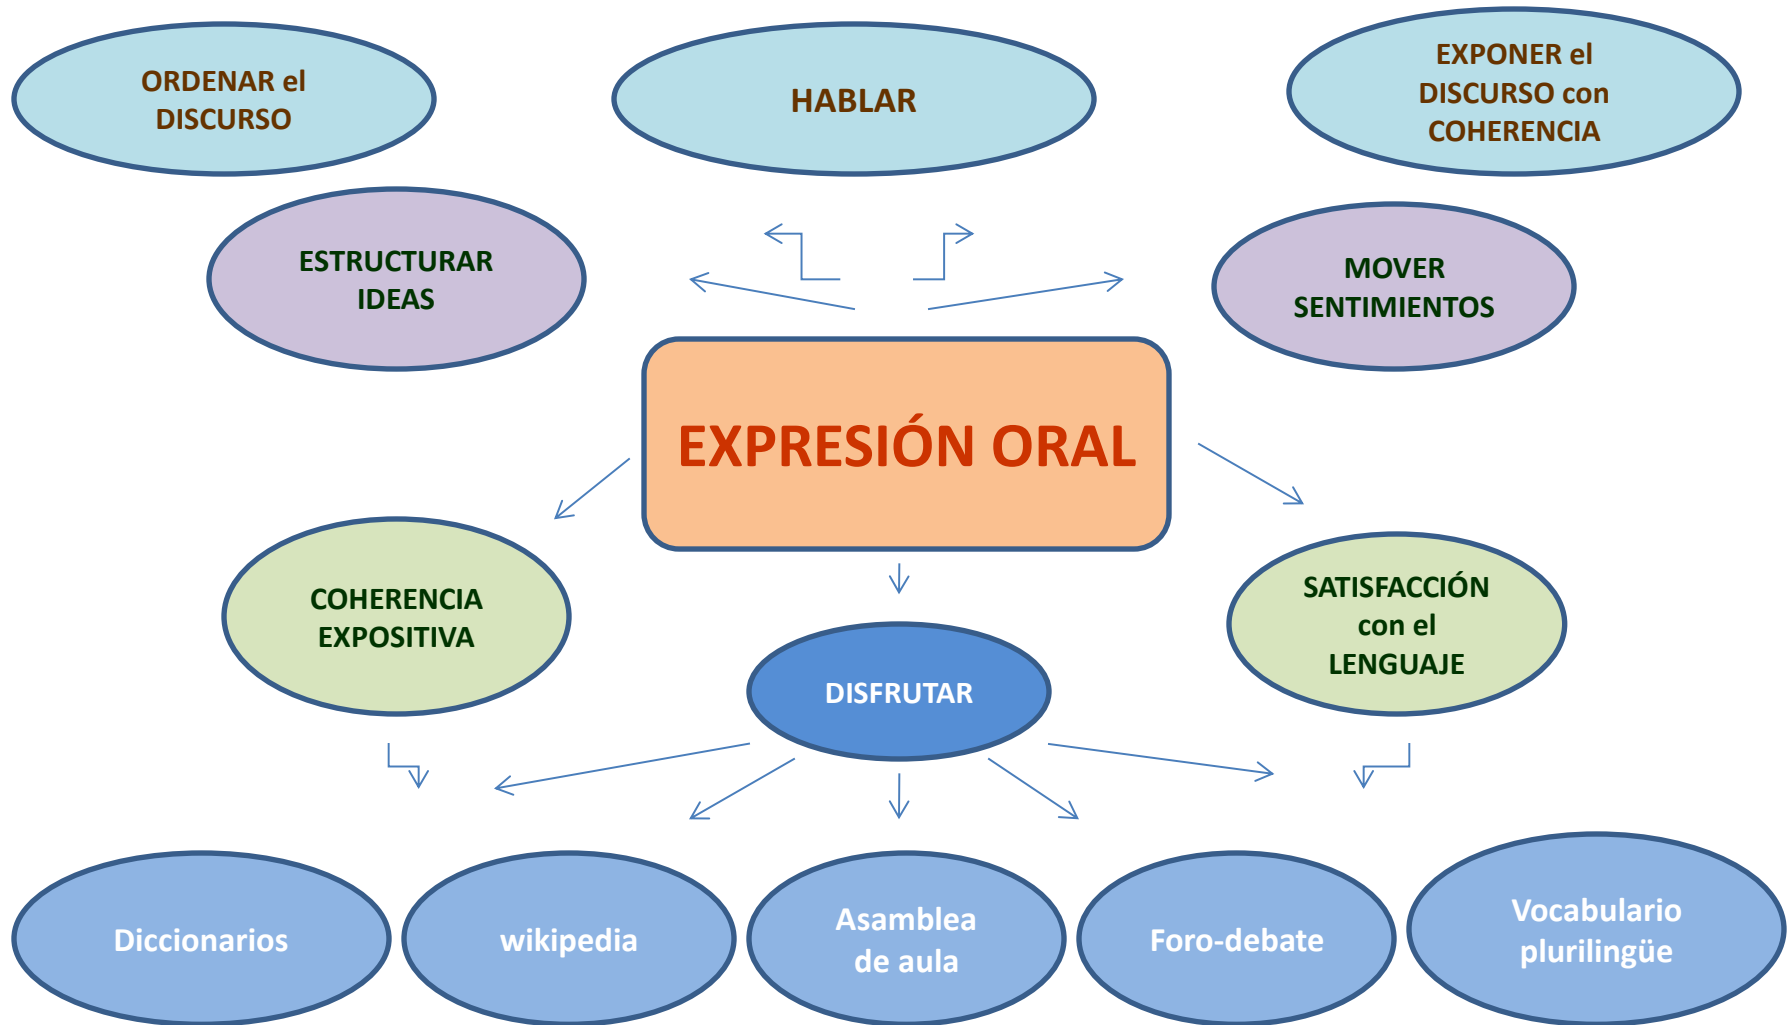 ORDENAR el
DISCURSO
HABLAR
EXPONER el
DISCURSO con
COHERENCIA
ESTRUCTURAR
IDEAS
MOVER
SENTIMIENTOS
EXPRESIÓN ORAL
COHERENCIA
EXPOSITIVA
DISFRUTAR
SATISFACCIÓN
con el
LENGUAJE
Diccionarios
wikipedia
Asamblea
de aula
Foro-debate
Vocabulario
plurilingüe